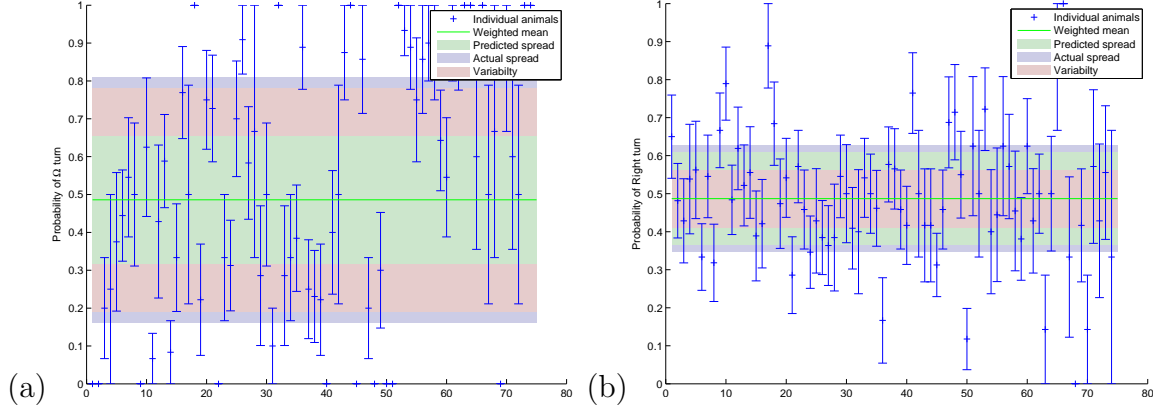 1
0.9
0.8
0.7
0.6
0.5
0.4
0.3
0.2
0.1
0
Probability of Ω turn
0 10 20 30 40 50 60 70 80
Individual animals
Weighted mean
Predicted spread
Actual spread
Variabilty
(a)
1
0.9
0.8
0.7
0.6
0.5
0.4
0.3
0.2
0.1
0
Probability of Right turn
0 10 20 30 40 50 60 70 80
Individual animals
Weighted mean
Predicted spread
Actual spread
Variabilty
(b)